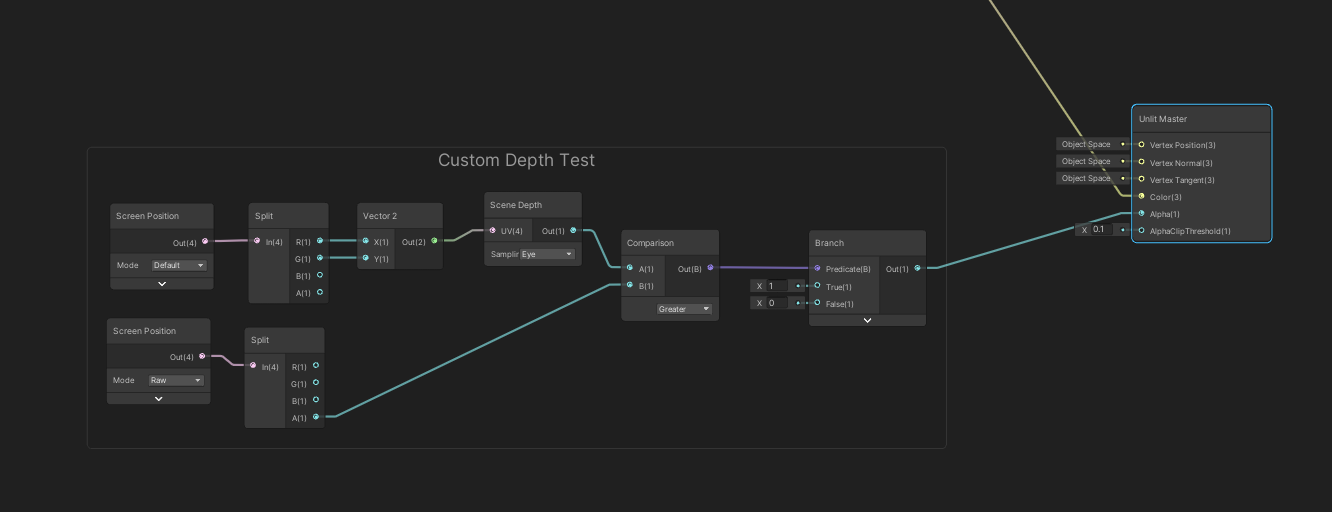 Custom Depth Test
Screen Position
Out(4)
Mode Default
Split
In(4) R(1)
G(1)
B(1)
A(1)
Vector 2
X(1) Out(2)
Y(1)
Scene Depth
UV(4) Out(1)
Samplir Eye
Comparison
A(1) Out(B)
B(1)
Greater
Branch
Predicate(B) Out(1)
X 1 True(1)
X 0 False(1)
Screen Position
Out(4)
Mode Raw
Split
In(4) R(1)
G(1)
B(1)
A(1)
Unlit Master
Object Space Vertex Position(3)
Object Space Vertex Normal(3)
Object Space Vertex Tangent(3)
Color(3)
Alpha(1)
X 0.1 AlphaClipThreshold(1)